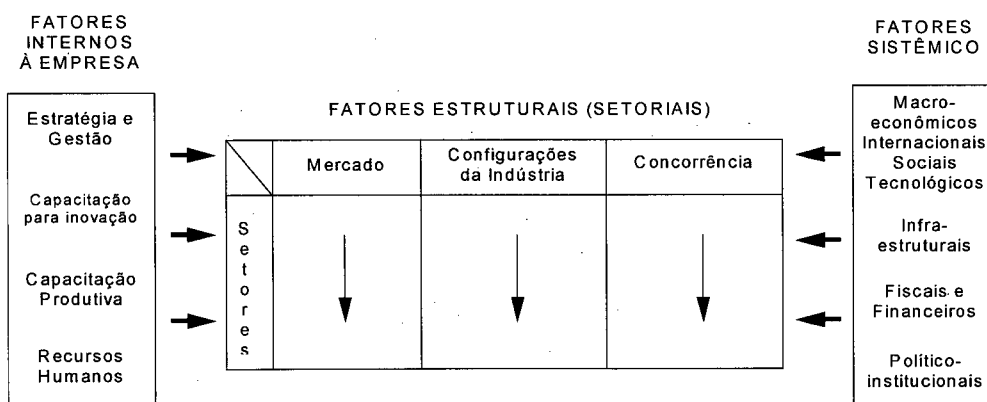 FATORES
INTERNOS
À EMPRESA
Estratégia e
Gestão
Capacitação
para inovação
Capacitação
Produtiva
Recursos
Humanos
FATORES ESTRUTURAIS (SETORIAIS)
Mercado
Configurações
da Indústria
Concorrência
Setores
FATORES
SISTÊMICO
Macro-
econômicos
Internacionais
Sociais
Tecnológicos
Infra-
estruturais
Fiscais e
Financeiros
Político-
institucionais